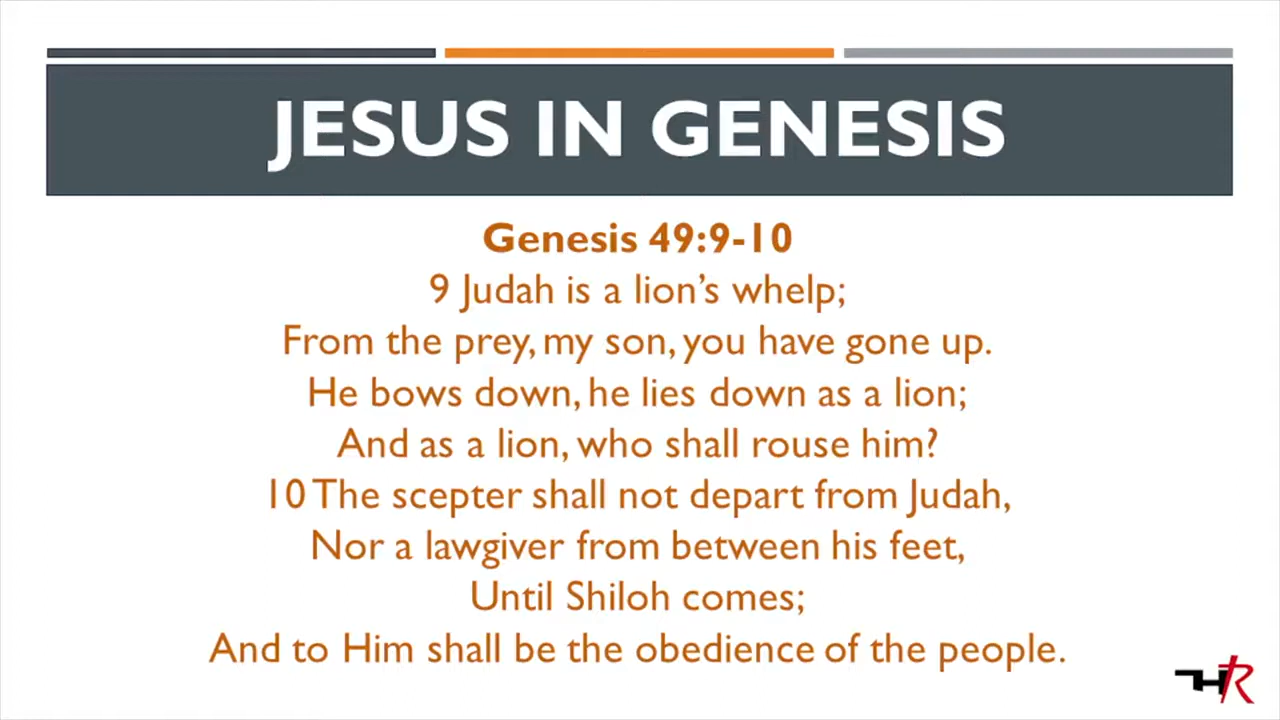 JESUS IN GENESIS
Genesis 49:9-10
9 Judah is a lion’s whelp;
From the prey, my son, you have gone up.
He bows down, he lies down as a lion;
And as a lion, who shall rouse him?
10 The scepter shall not depart from Judah,
Nor a lawgiver from between his feet,
Until Shiloh comes;
And to Him shall be the obedience of the people.
HR